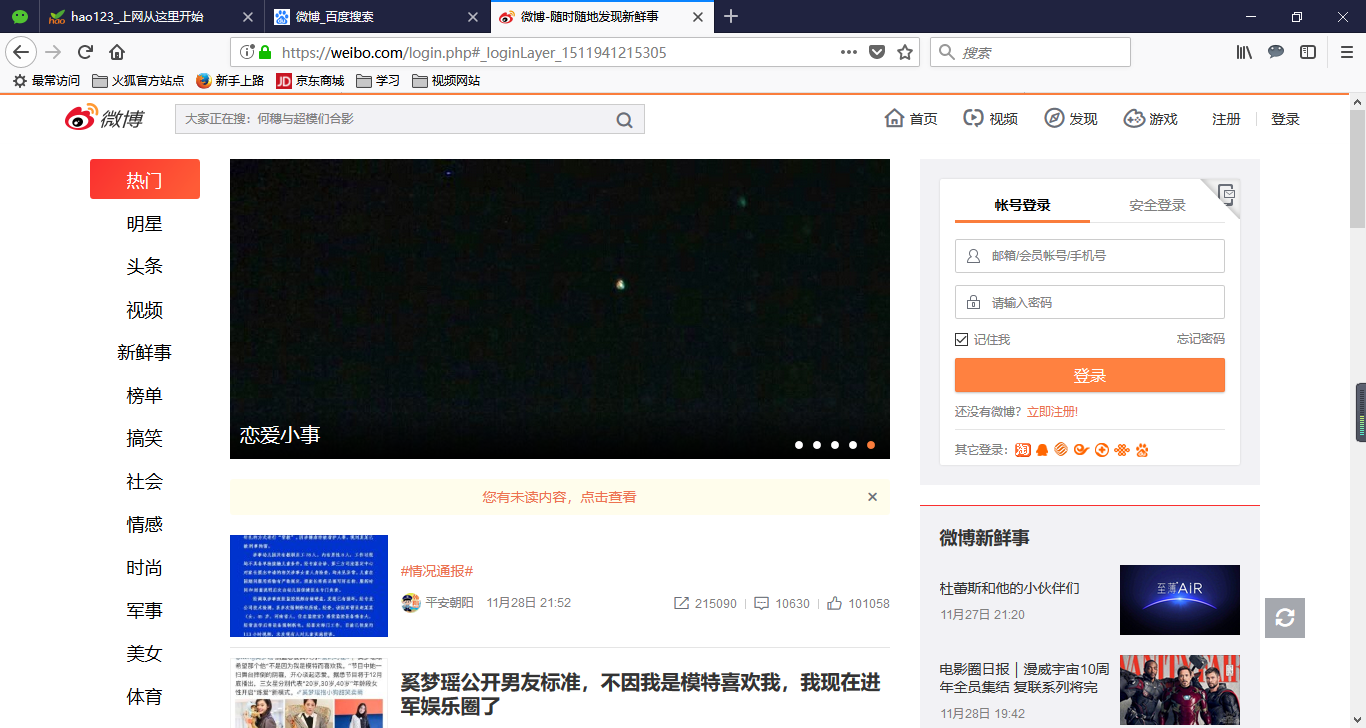 hao123_上网从这里开始
微博_百度搜索
微博-随时随地发现新鲜事
https://weibo.com/login.php#_loginLayer_1511941215305
搜索
最常访问
火狐官方站点
新手上路
JD 京东商城
学习
视频网站
微博
大家正在搜：何穗与超模们合影
首页
视频
发现
游戏
注册
登录
热门
明星
头条
视频
新鲜事
榜单
搞笑
社会
情感
时尚
军事
美女
体育
恋爱小事
您有未读内容，点击查看
#情况通报#
平安朝阳 11月28日 21:52
215090
10630
101058
奚梦瑶公开男友标准，不因我是模特喜欢我，我现在进
军娱乐圈了
帐号登录
安全登录
邮箱/会员帐号/手机号
请输入密码
记住我
忘记密码
登录
还没有微博？立即注册!
其它登录：
微博新鲜事
杜蕾斯和他的小伙伴们
11月27日 21:20
至薄AIR
电影圈日报｜漫威宇宙10周
年全员集结 复联系列将完
11月28日 19:42